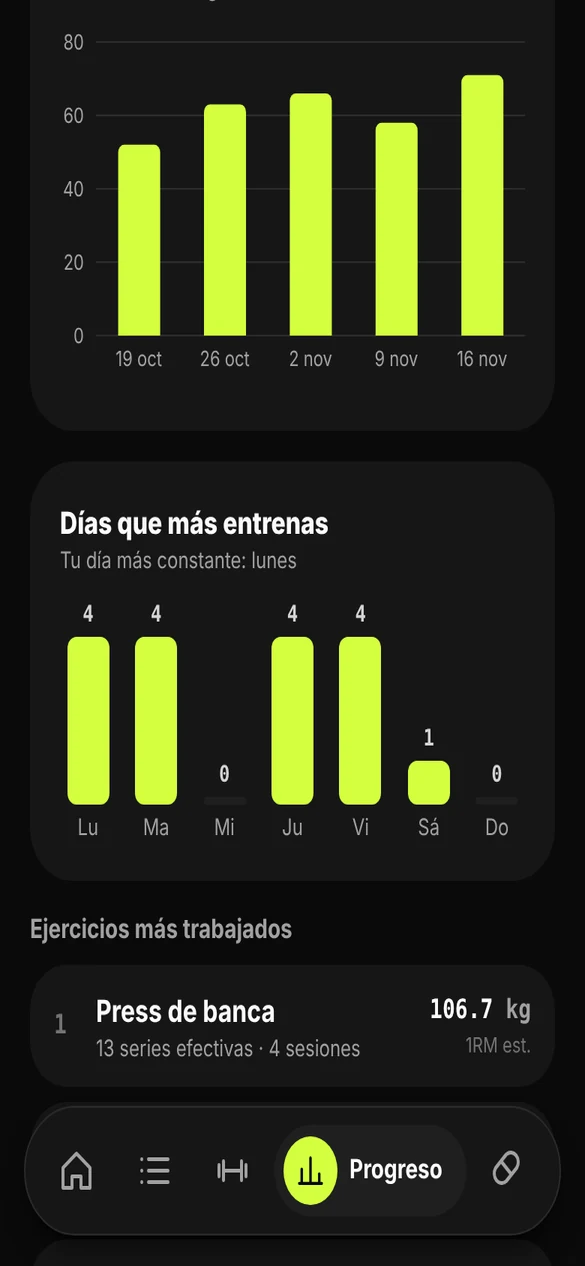 80
60
40
20
0
19 oct 26 oct 2 nov 9 nov 16 nov
Días que más entrenas
Tu día más constante: lunes
4 4 0 4 4 1 0
Lu Ma Mi Ju Vi Sá Do
Ejercicios más trabajados
1 Press de banca 106.7 kg
13 series efectivas · 4 sesiones 1RM est.
Progreso